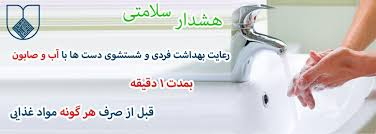 هشدار سلامتی
رعایت بهداشت فردی و شستشوی دست ها با آب و صابون
بمدت ۱ دقیقه
قبل از صرف هر گونه مواد غذایی